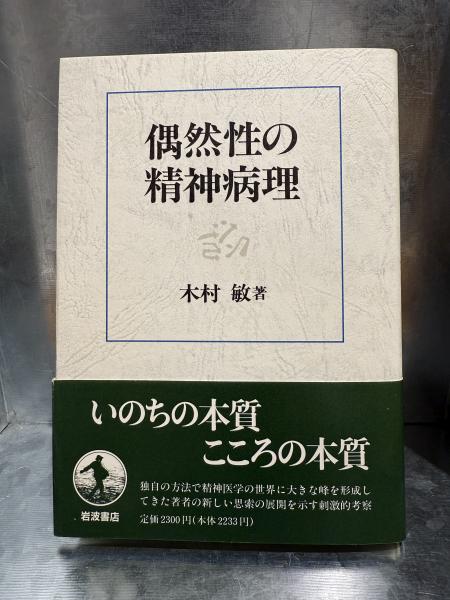 偶然性の
精神病理
木村 敏著
いのちの本質
こころの本質
独自の方法で精神医学の世界に大きな峰を形成し
てきた著者の新しい思索の展開を示す刺激的考察
定価2300円(本体2233円)
岩波書店